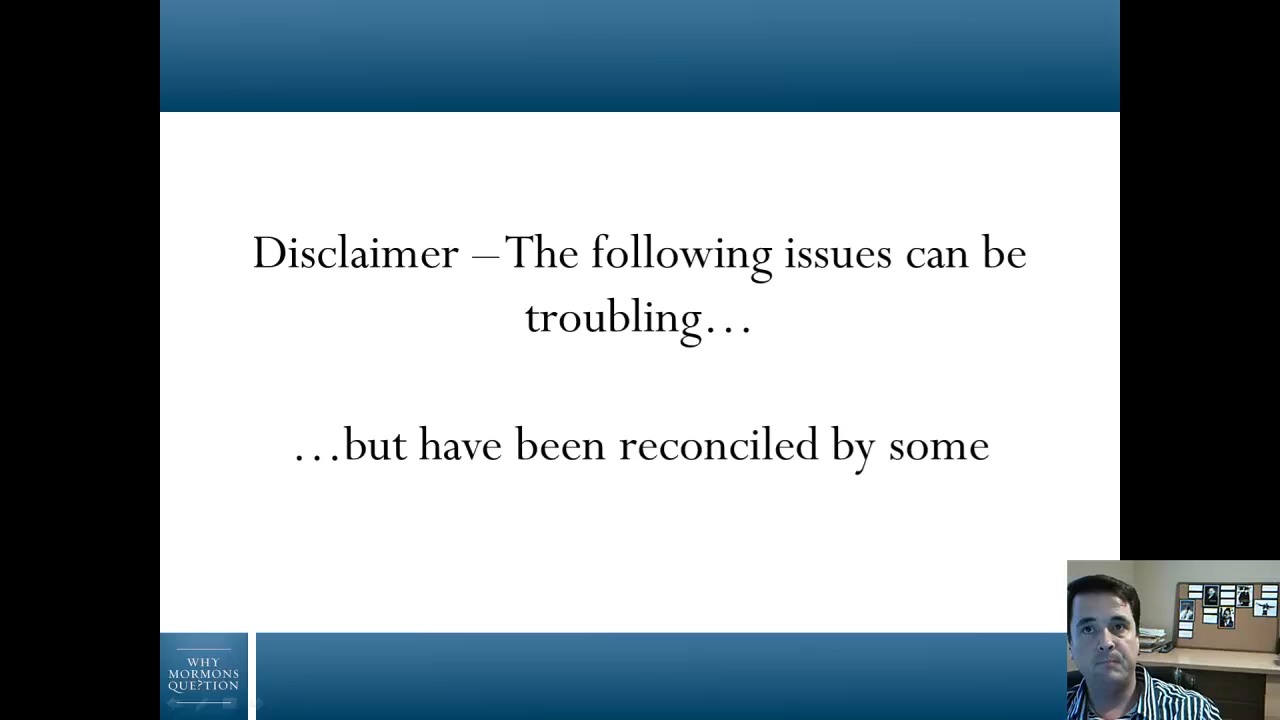 Disclaimer – The following issues can be
troubling…
…but have been reconciled by some
WHY
MORMONS
QUE?TION